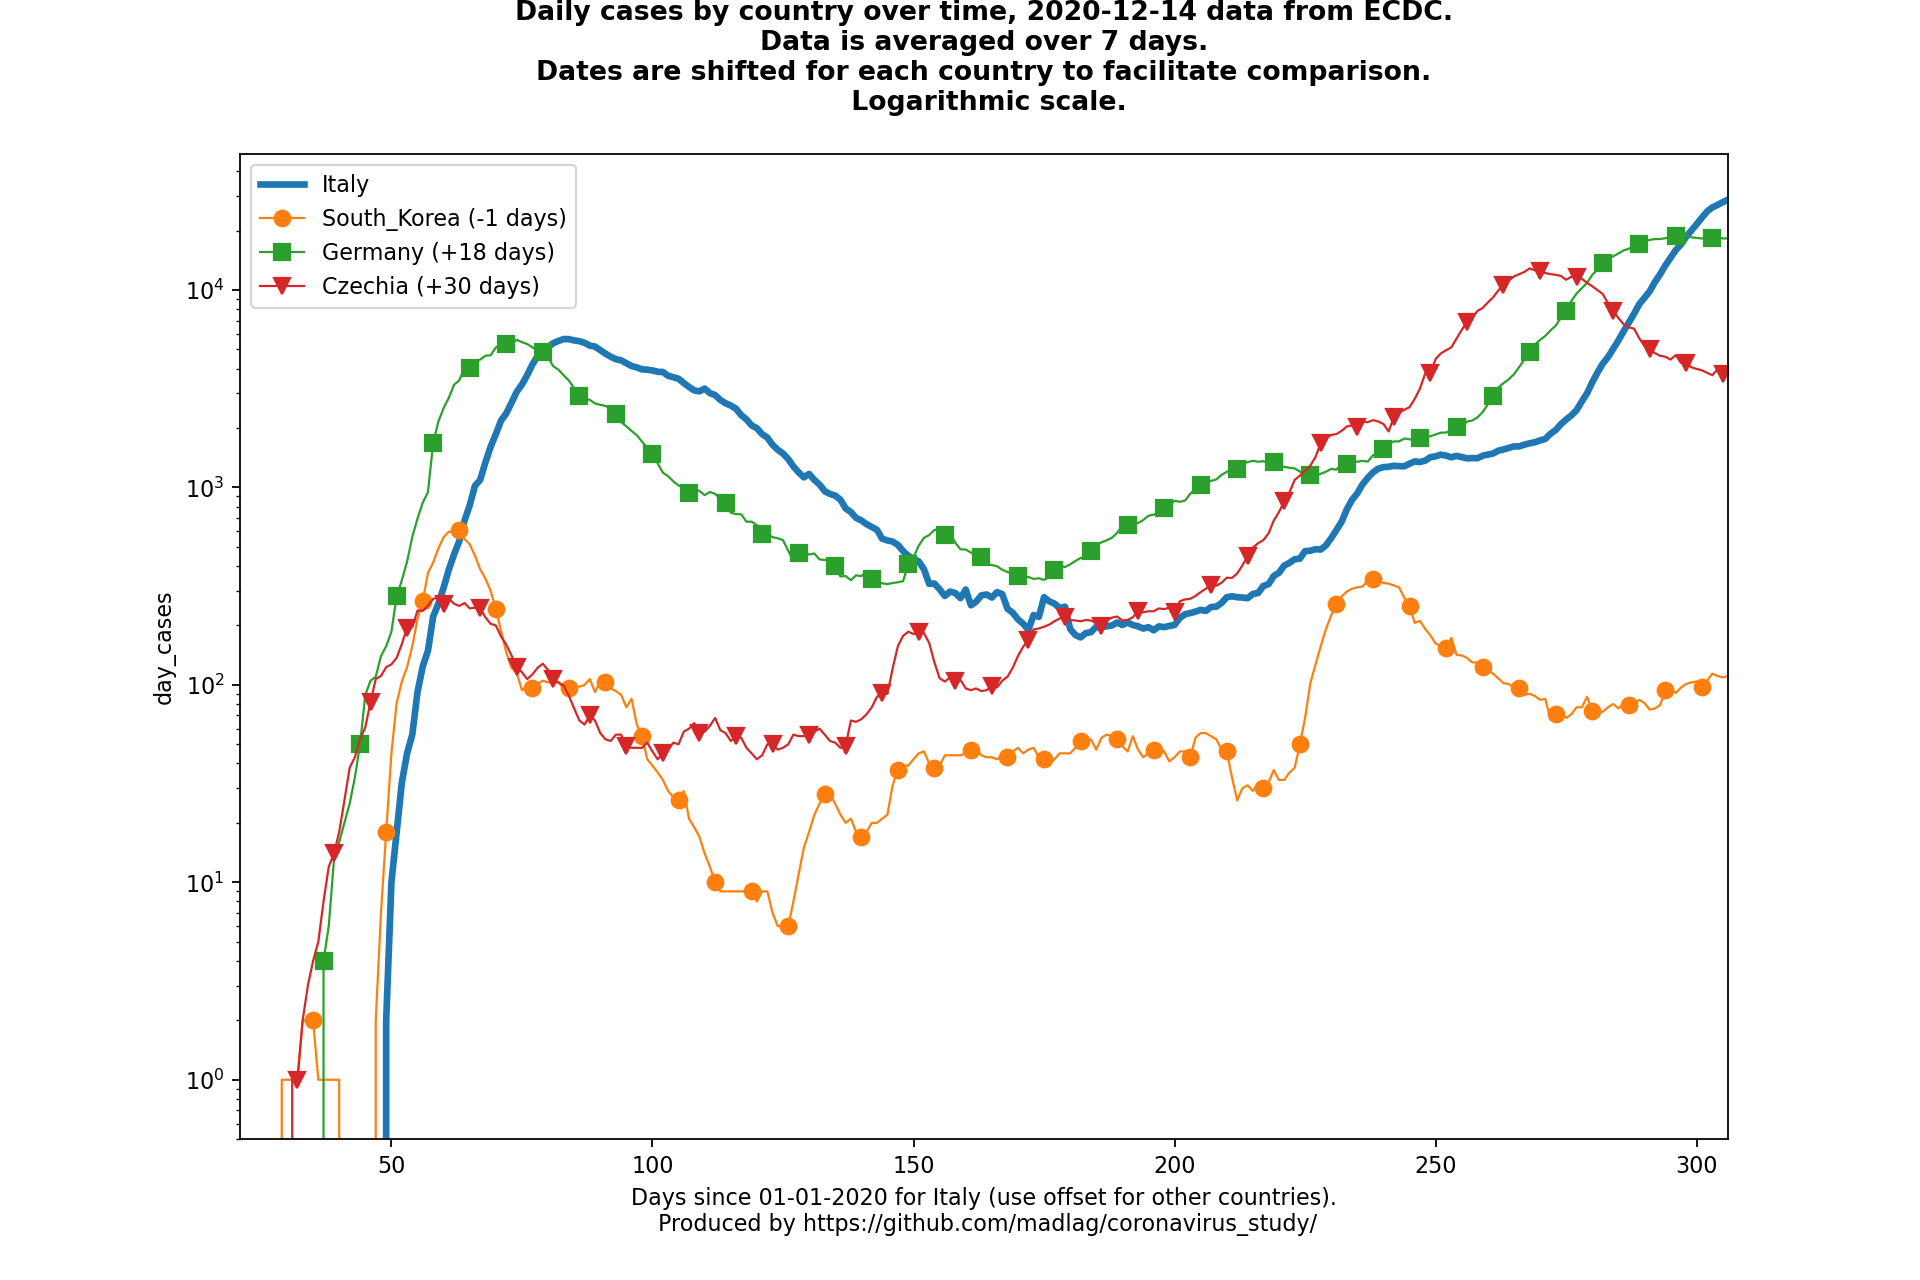 Daily cases by country over time, 2020-12-14 data from ECDC.
Data is averaged over 7 days.
Dates are shifted for each country to facilitate comparison.
Logarithmic scale.
Italy
South_Korea (-1 days)
Germany (+18 days)
Czechia (+30 days)
10⁴
10³
10²
10¹
10⁰
day_cases
50 100 150 200 250 300
Days since 01-01-2020 for Italy (use offset for other countries).
Produced by https://github.com/madlag/coronavirus_study/